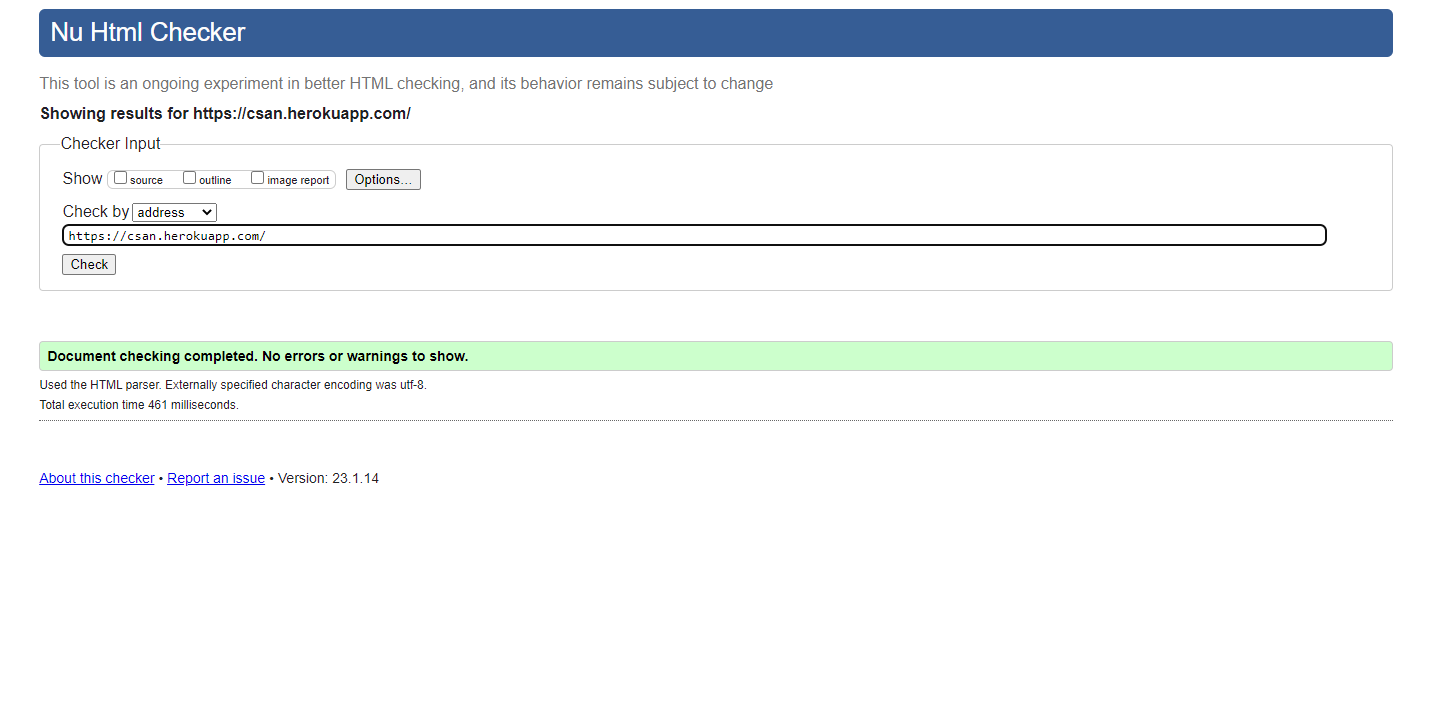 Nu Html Checker
This tool is an ongoing experiment in better HTML checking, and its behavior remains subject to change
Showing results for https://csan.herokuapp.com/
Checker Input
Show source outline image report Options...
Check by address
https://csan.herokuapp.com/
Check
Document checking completed. No errors or warnings to show.
Used the HTML parser. Externally specified character encoding was utf-8.
Total execution time 461 milliseconds.
About this checker • Report an issue • Version: 23.1.14